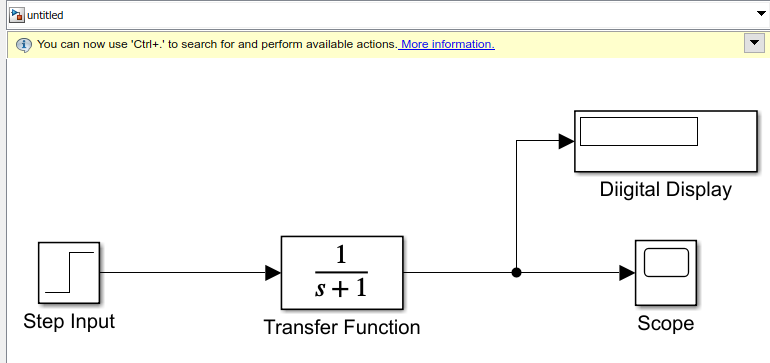 untitled
You can now use 'Ctrl+.' to search for and perform available actions. More information.
Diigital Display
1
s + 1
Step Input
Transfer Function
Scope